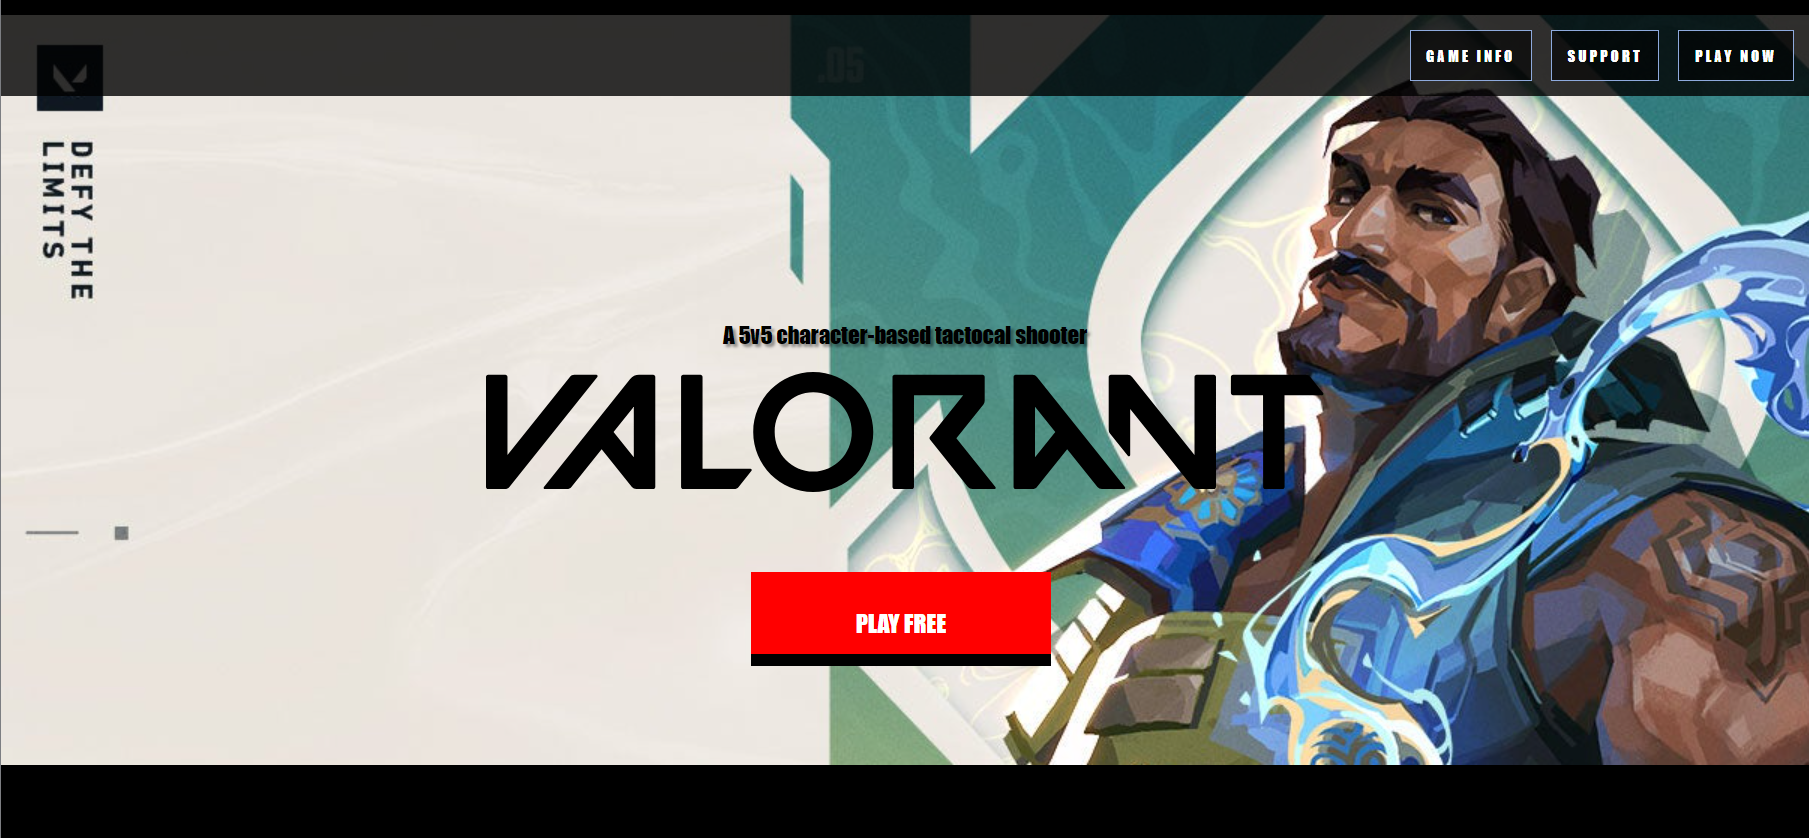 .05
GAME INFO
SUPPORT
PLAY NOW
DEFY THE
LIMITS
A 5v5 character-based tactocal shooter
VALORANT
PLAY FREE